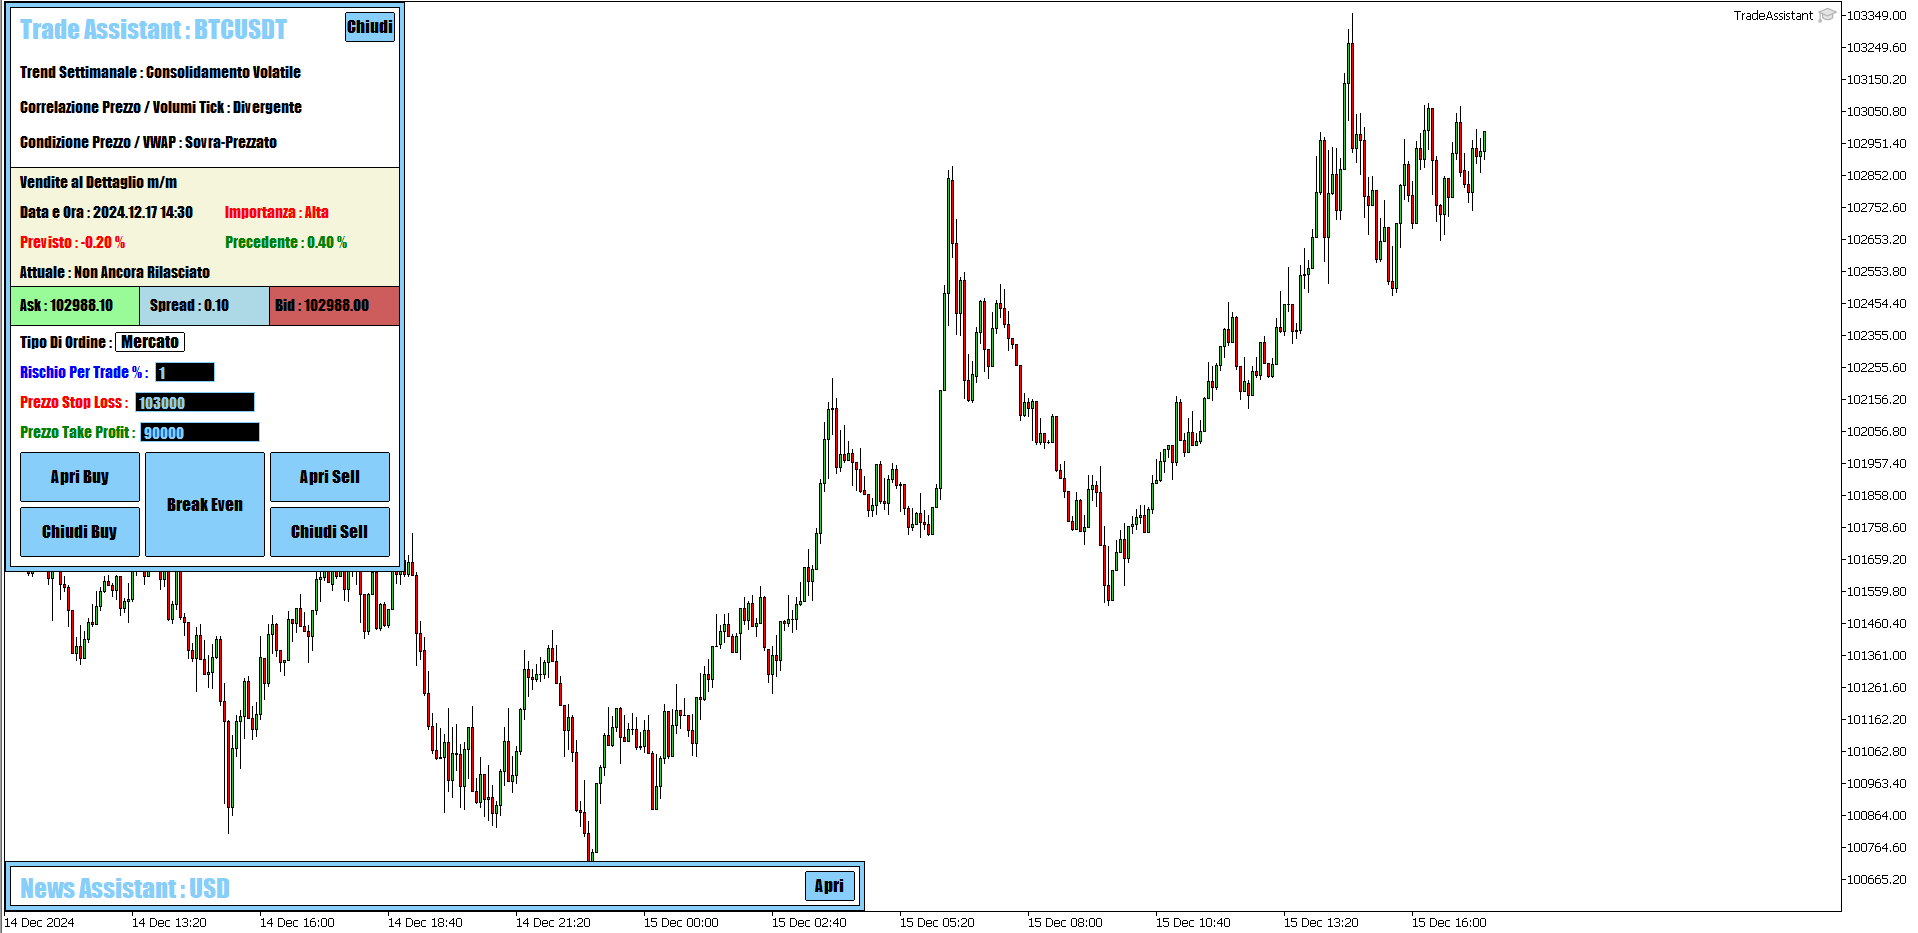 Trade Assistant : BTCUSDT
Chiudi
Trend Settimanale : Consolidamento Volatile
Correlazione Prezzo / Volumi Tick : Divergente
Condizione Prezzo / VWAP : Sovra-Prezzato
Vendite al Dettaglio m/m
Data e Ora : 2024.12.17 14:30 Importanza : Alta
Previsto : -0.20 % Precedente : 0.40 %
Attuale : Non Ancora Rilasciato
Ask : 102988.10 Spread : 0.10 Bid : 102988.00
Tipo Di Ordine : Mercato
Rischio Per Trade % : 1
Prezzo Stop Loss : 103000
Prezzo Take Profit : 90000
Apri Buy
Break Even
Apri Sell
Chiudi Buy
Chiudi Sell
TradeAssistant
103349.00
103249.60
103150.20
103050.80
102951.40
102852.00
102752.60
102653.20
102553.80
102454.40
102355.00
102255.60
102156.20
102056.80
101957.40
101858.00
101758.60
101659.20
101559.80
101460.40
101361.00
101261.60
101162.20
101062.80
100963.40
100864.00
100764.60
100665.20
News Assistant : USD
Apri
14 Dec 2024 14 Dec 13:20 14 Dec 16:00 14 Dec 18:40 14 Dec 21:20 15 Dec 00:00 15 Dec 02:40 15 Dec 05:20 15 Dec 08:00 15 Dec 10:40 15 Dec 13:20 15 Dec 16:00